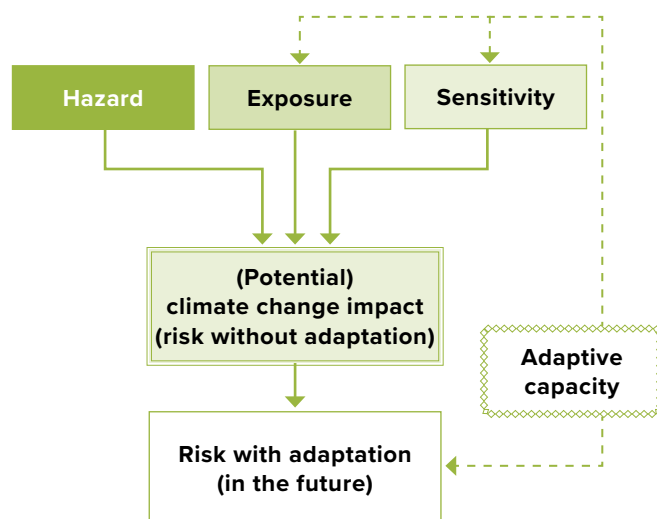 Hazard
Exposure
Sensitivity
(Potential)
climate change impact
(risk without adaptation)
Adaptive
capacity
Risk with adaptation
(in the future)